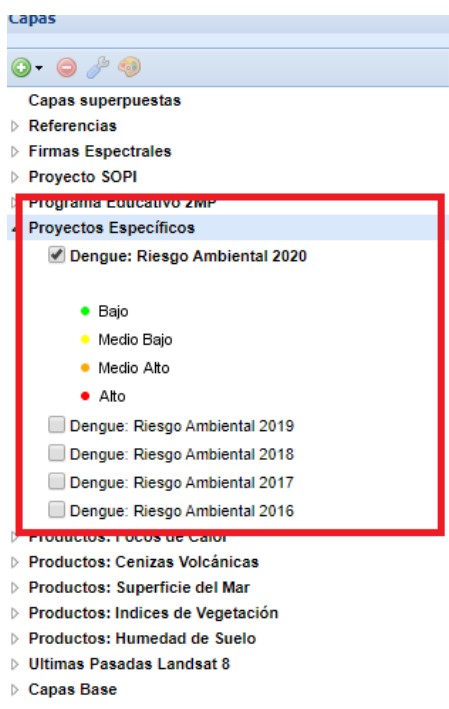 Capas
Capas superpuestas
Referencias
Firmas Espectrales
Proyecto SOPI
Programa Educativo 2MP
Proyectos Específicos
Dengue: Riesgo Ambiental 2020
Bajo
Medio Bajo
Medio Alto
Alto
Dengue: Riesgo Ambiental 2019
Dengue: Riesgo Ambiental 2018
Dengue: Riesgo Ambiental 2017
Dengue: Riesgo Ambiental 2016
Productos: Focos de Calor
Productos: Cenizas Volcánicas
Productos: Superficie del Mar
Productos: Indices de Vegetación
Productos: Humedad de Suelo
Ultimas Pasadas Landsat 8
Capas Base